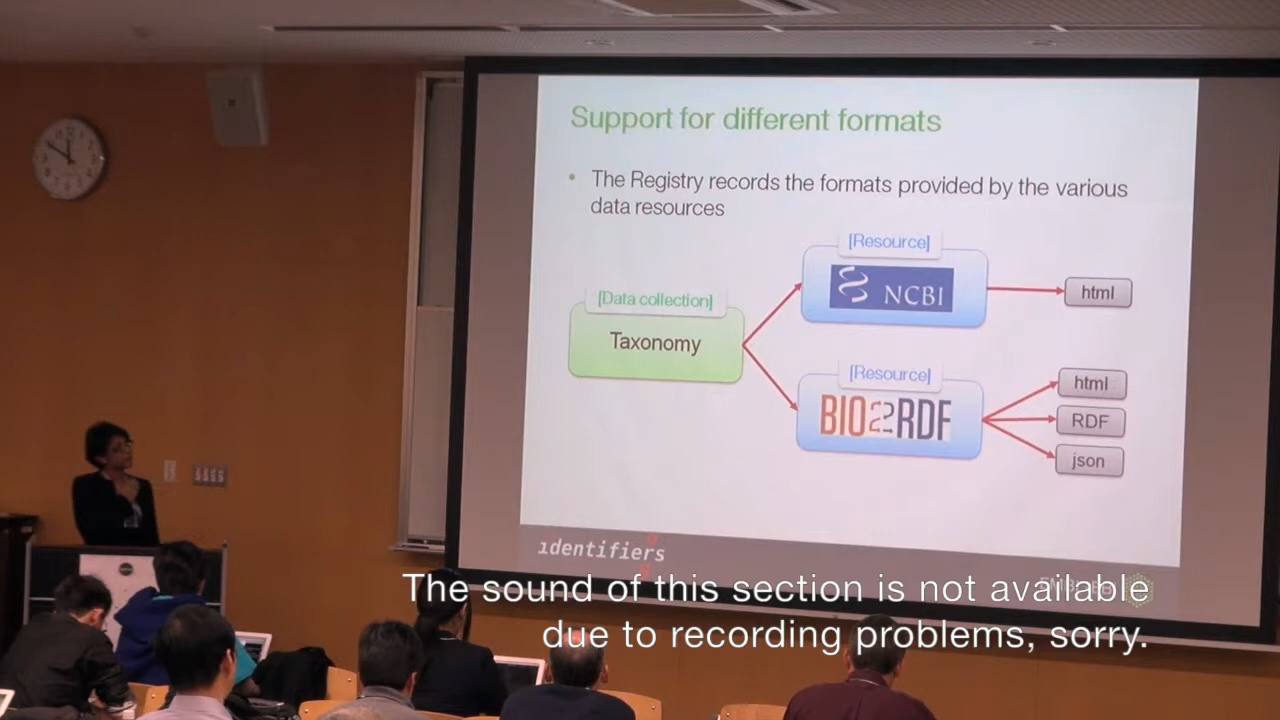 Support for different formats
• The Registry records the formats provided by the various
data resources
[Resource]
NCBI
html
[Data collection]
Taxonomy
[Resource]
BIO2RDF
html
RDF
json
identifiers
The sound of this section is not available
due to recording problems, sorry.